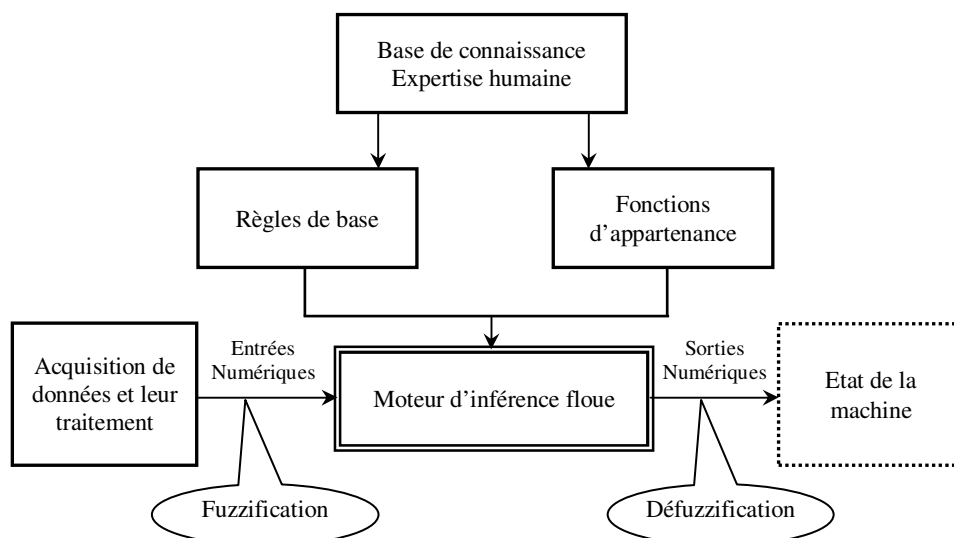 Base de connaissance
Expertise humaine
Règles de base
Fonctions
d’appartenance
Acquisition de
données et leur
traitement
Entrées
Numériques
Moteur d’inférence floue
Sorties
Numériques
Etat de la
machine
Fuzzification
Défuzzification